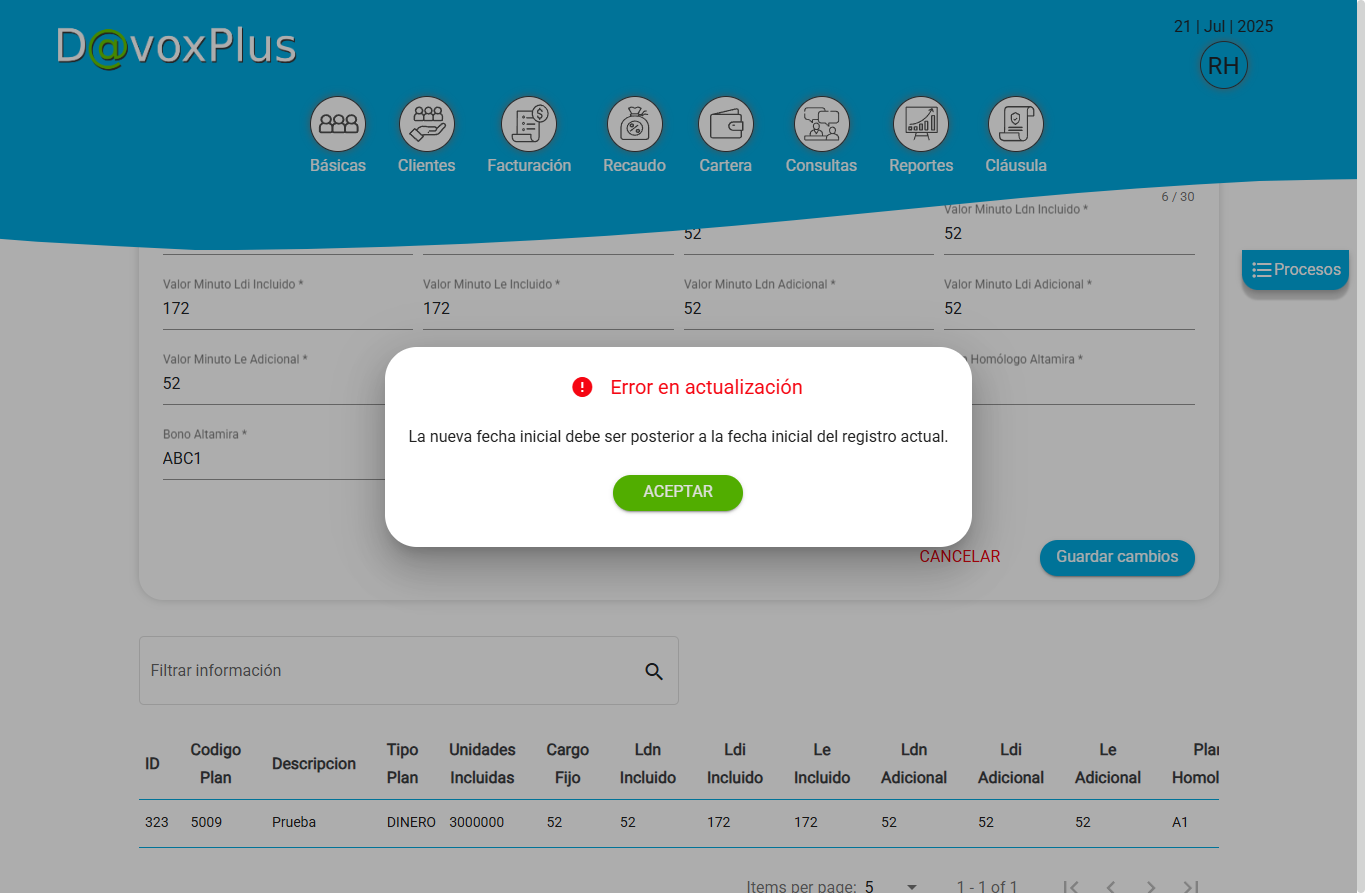 D@voxPlus
21 | Jul | 2025
RH
Básicas
Clientes
Facturación
Recaudo
Cartera
Consultas
Reportes
Cláusula
6 / 30
Valor Minuto Ldn Incluido *
52
52
Valor Minuto Ldi Incluido *
Valor Minuto Le Incluido *
Valor Minuto Ldn Adicional *
Valor Minuto Ldi Adicional *
172
172
52
52
Procesos
Valor Minuto Le Adicional *
Homólogo Altamira *
52
Bono Altamira *
ABC1
Error en actualización
La nueva fecha inicial debe ser posterior a la fecha inicial del registro actual.
ACEPTAR
CANCELAR
Guardar cambios
Filtrar información
ID
Codigo Plan
Descripcion
Tipo Plan
Unidades Incluidas
Cargo Fijo
Ldn Incluido
Ldi Incluido
Le Incluido
Ldn Adicional
Ldi Adicional
Le Adicional
Plan Homol
323 5009 Prueba DINERO 3000000 52 52 172 172 52 52 52 A1
Items per page: 5 1 - 1 of 1